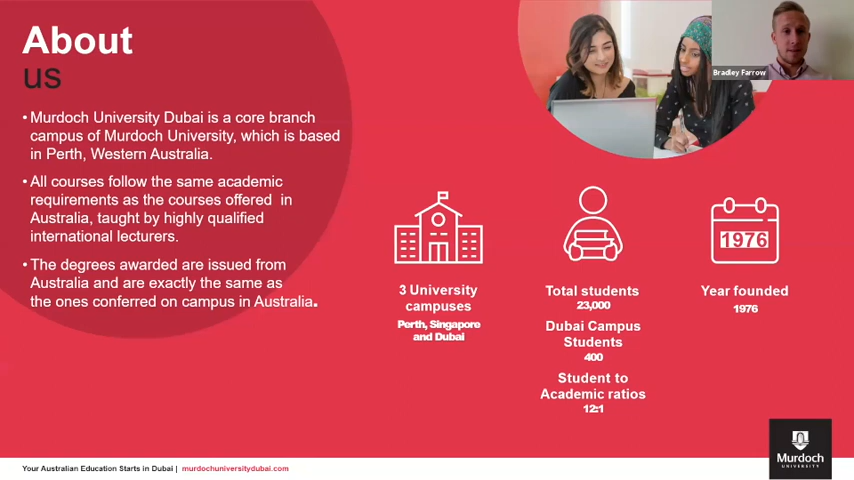 About
us
• Murdoch University Dubai is a core branch
campus of Murdoch University, which is based
in Perth, Western Australia.
• All courses follow the same academic
requirements as the courses offered in
Australia, taught by highly qualified
international lecturers.
• The degrees awarded are issued from
Australia and are exactly the same as
the ones conferred on campus in Australia.
Bradley Farrow
3 University
campuses
Perth, Singapore
and Dubai
Total students
23,000
Dubai Campus
Students
400
Student to
Academic ratios
12:1
1976
Year founded
1976
Your Australian Education Starts in Dubai | murdochuniversitydubai.com
Murdoch
UNIVERSITY